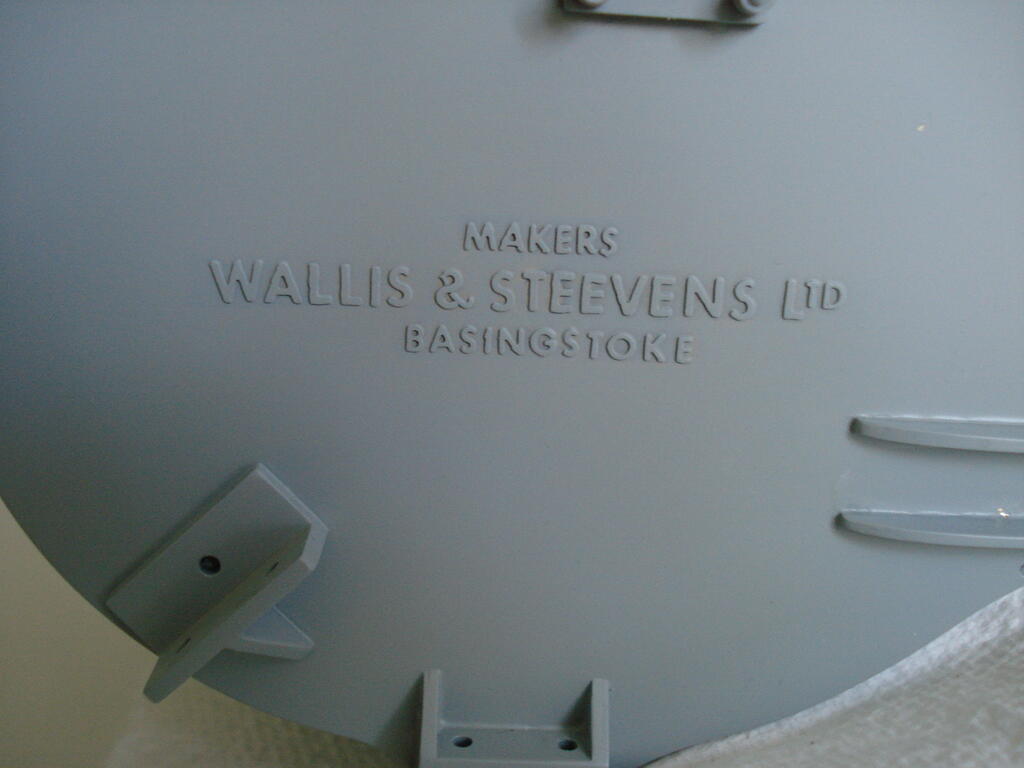 MAKERS
WALLIS & STEEVENS LTD
BASINGSTOKE